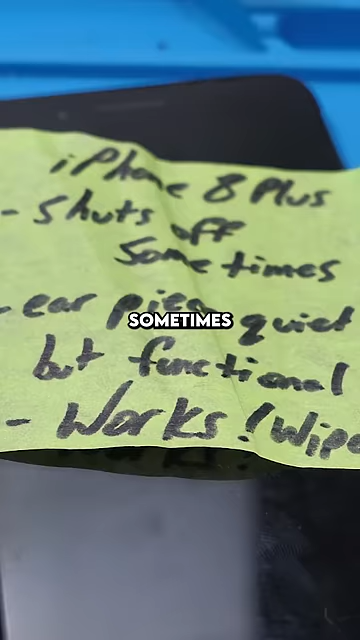 iPhone 8 Plus
- Shuts off
Sometimes
- ear piece quiet
SOMETIMES
but functional
- Works! (Wipe